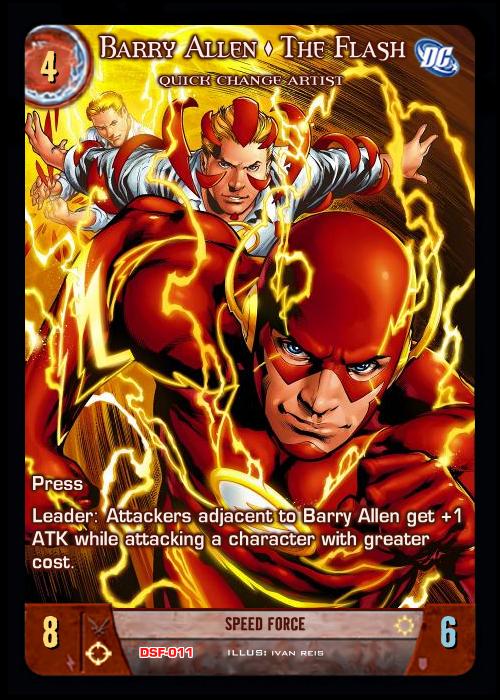 4
BARRY ALLEN ♦ THE FLASH
DC
QUICK CHANGE ARTIST
Press
Leader: Attackers adjacent to Barry Allen get +1
ATK while attacking a character with greater
cost.
8
SPEED FORCE
6
DSF-011
ILLUS: IVAN REIS